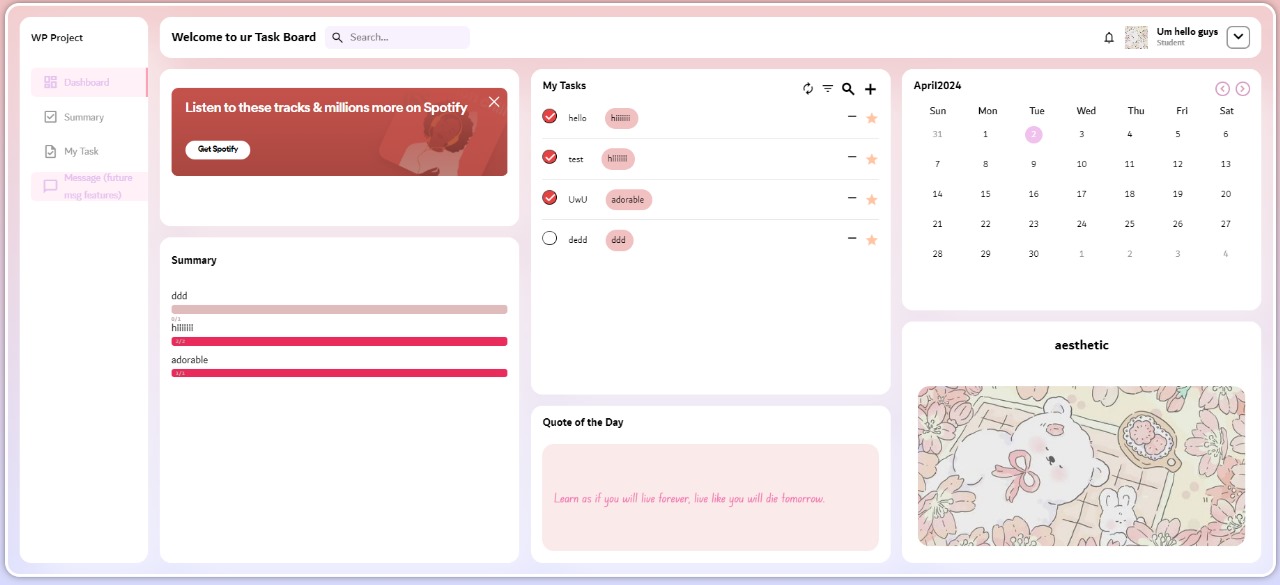 WP Project
Dashboard
Summary
My Task
Message (future
msg features)
Welcome to ur Task Board
Search...
Um hello guys
Student
Listen to these tracks & millions more on Spotify
Get Spotify
Summary
ddd
0/1
hiiiiiii
2/2
adorable
1/1
My Tasks
hello hiiiiiii
test hiiiiiii
UwU adorable
dedd ddd
Quote of the Day
Learn as if you will live forever, live like you will die tomorrow.
April2024
Sun Mon Tue Wed Thu Fri Sat
31 1 2 3 4 5 6
7 8 9 10 11 12 13
14 15 16 17 18 19 20
21 22 23 24 25 26 27
28 29 30 1 2 3 4
aesthetic